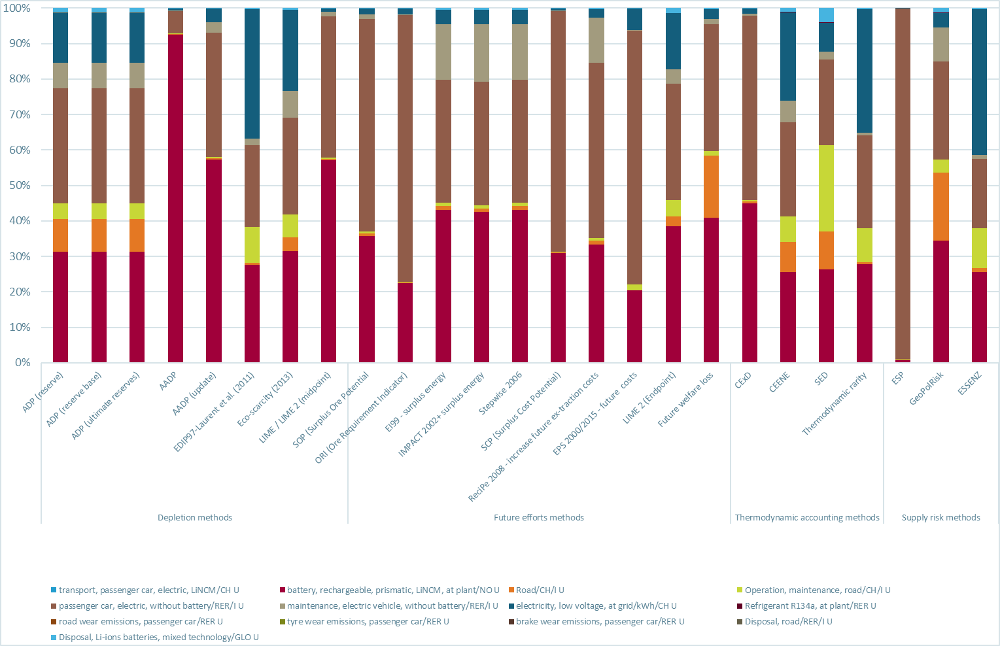 100%
90%
80%
70%
60%
50%
40%
30%
20%
10%
0%
ADP (reserve)
ADP (reserve base)
ADP (ultimate reserves)
AADP
AADP (update)
EDIP97-Laurent et al. (2011)
Eco-scarcity (2013)
LIME / LIME 2 (midpoint)
SOP (Surplus Ore Potential
ORI (Ore Requirement Indicator)
EI99 - surplus energy
IMPACT 2002+ surplus energy
Stepwise 2006
SCP (Surplus Cost Potential)
ReciPe 2008 - increase future ex-traction costs
EPS 2000/2015 - future costs
LIME 2 (Endpoint)
Future welfare loss
CExD
CEENE
SED
Thermodynamic rarity
ESP
GeoPolRisk
ESSENZ
Depletion methods
Future efforts methods
Thermodynamic accounting methods
Supply risk methods
transport, passenger car, electric, LiNCM/CH U
battery, rechargeable, prismatic, LiNCM, at plant/NO U
Road/CH/I U
Operation, maintenance, road/CH/I U
passenger car, electric, without battery/RER/I U
maintenance, electric vehicle, without battery/RER/I U
electricity, low voltage, at grid/kWh/CH U
Refrigerant R134a, at plant/RER U
road wear emissions, passenger car/RER U
tyre wear emissions, passenger car/RER U
brake wear emissions, passenger car/RER U
Disposal, road/RER/I U
Disposal, Li-ions batteries, mixed technology/GLO U